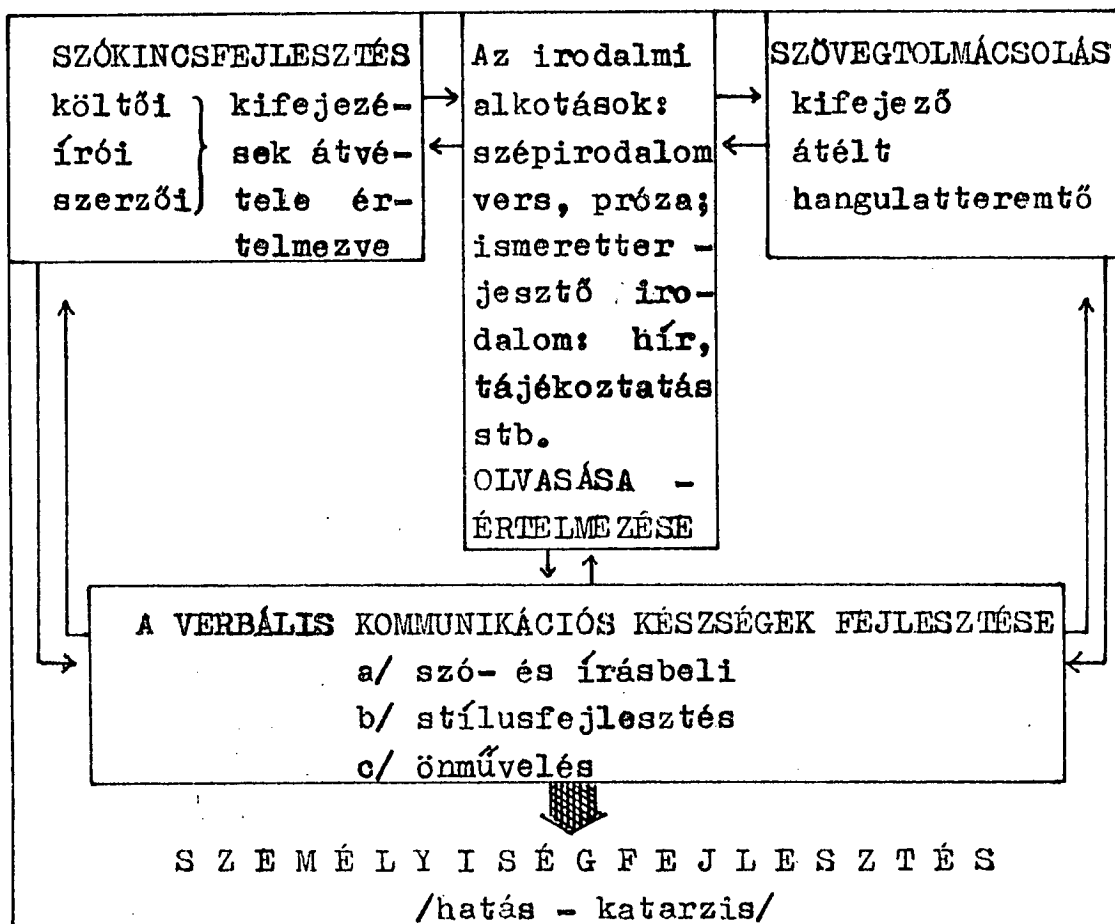 SZÓKINCSFEJLESZTÉS
költői
írói
szerzői
kifejezé-
sek átvé-
tele ér-
telmezve
Az irodalmi
alkotások:
szépirodalom
vers, próza;
ismeretter -
jesztő iro-
dalom: hír,
tájékoztatás
stb.
OLVASÁSA -
ÉRTELMEZÉSE
SZÖVEGTOLMÁCSOLÁS
kifejező
átélt
hangulatteremtő
A VERBÁLIS KOMMUNIKÁCIÓS KÉSZSÉGEK FEJLESZTÉSE
a/ szó- és írásbeli
b/ stílusfejlesztés
c/ önművelés
S Z E M É L Y I S É G F E J L E S Z T É S
/hatás - katarzis/